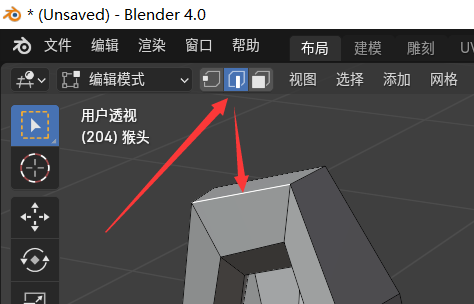 * (Unsaved) - Blender 4.0
文件 编辑 渲染 窗口 帮助 布局 建模 雕刻
编辑模式 视图 选择 添加 网格
用户透视
(204) 猴头